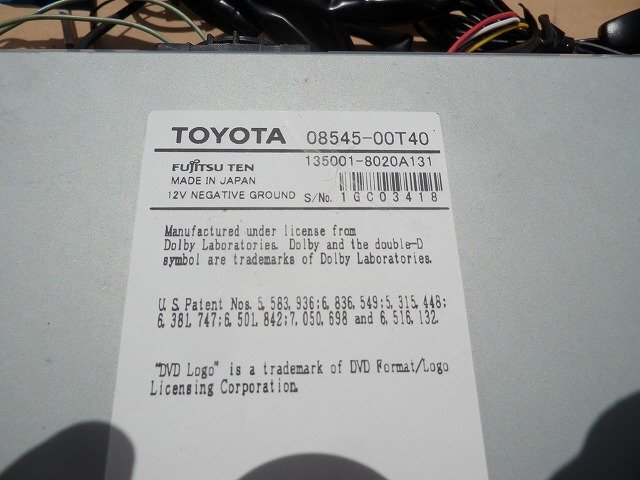 TOYOTA 08545-00T40
135001-8020A131
FUJITSU TEN
MADE IN JAPAN
12V NEGATIVE GROUND S/No. 1GC03418
Manufactured under license from
Dolby Laboratories. Dolby and the double-D
symbol are trademarks of Dolby Laboratories.
U.S.Patent Nos.5,583,936;6,836,549;5,315,448;
6,381,747;6,501,842;7,050,698 and 6,516,132.
"DVD Logo" is a trademark of DVD Format/Logo
Licensing Corporation.